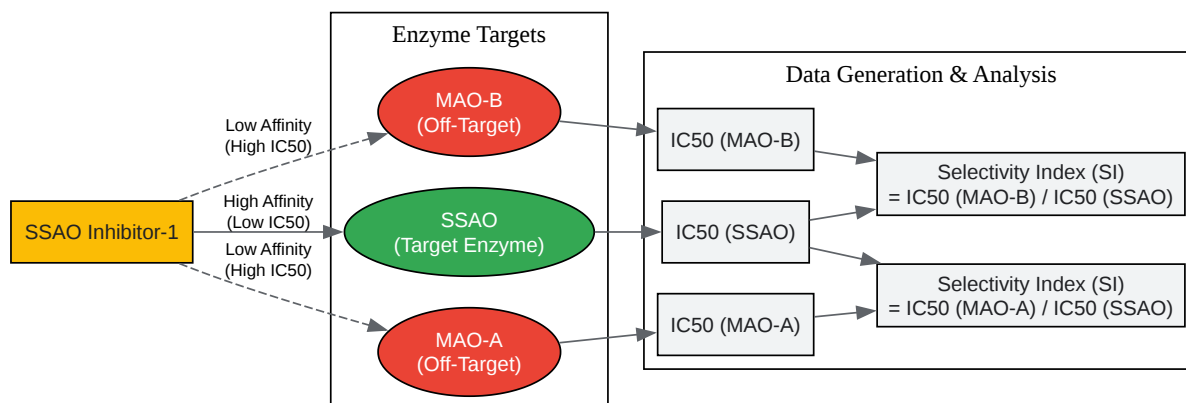 Enzyme Targets
Data Generation & Analysis
SSAO Inhibitor-1
Low Affinity
(High IC50)
High Affinity
(Low IC50)
Low Affinity
(High IC50)
MAO-B
(Off-Target)
SSAO
(Target Enzyme)
MAO-A
(Off-Target)
IC50 (MAO-B)
IC50 (SSAO)
IC50 (MAO-A)
Selectivity Index (SI)
= IC50 (MAO-B) / IC50 (SSAO)
Selectivity Index (SI)
= IC50 (MAO-A) / IC50 (SSAO)